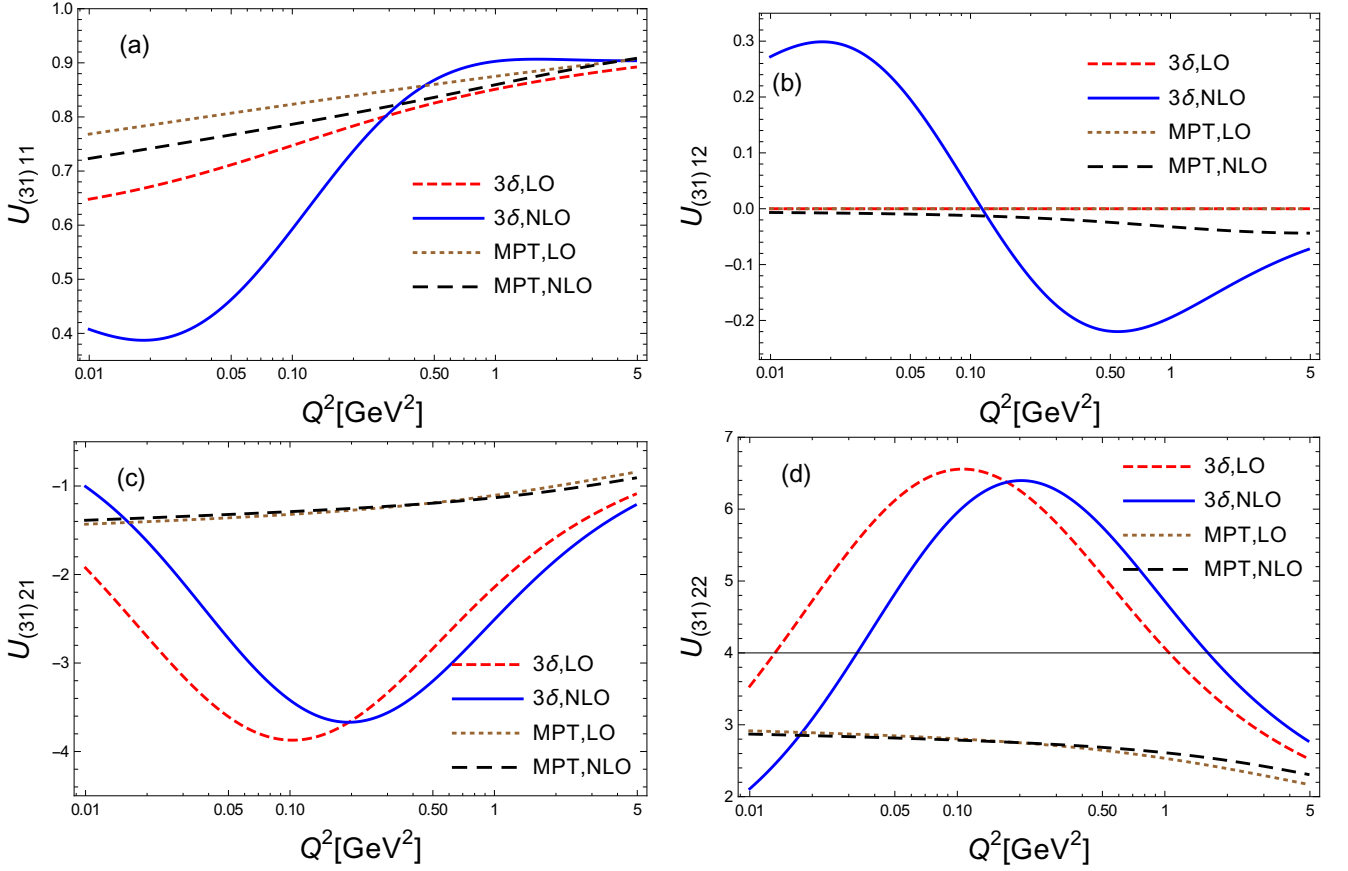 (a)
U(31) 11
1.0
0.9
0.8
0.7
0.6
0.5
0.4
3δ,LO
3δ,NLO
MPT,LO
MPT,NLO
0.01 0.05 0.10 0.50 1 5
Q²[GeV²]
(b)
U(31) 12
0.3
0.2
0.1
0.0
−0.1
−0.2
3δ,LO
3δ,NLO
MPT,LO
MPT,NLO
0.01 0.05 0.10 0.50 1 5
Q²[GeV²]
(c)
U(31) 21
−1
−2
−3
−4
3δ,LO
3δ,NLO
MPT,LO
MPT,NLO
0.01 0.05 0.10 0.50 1 5
Q²[GeV²]
(d)
U(31) 22
7
6
5
4
3
2
3δ,LO
3δ,NLO
MPT,LO
MPT,NLO
0.01 0.05 0.10 0.50 1 5
Q²[GeV²]